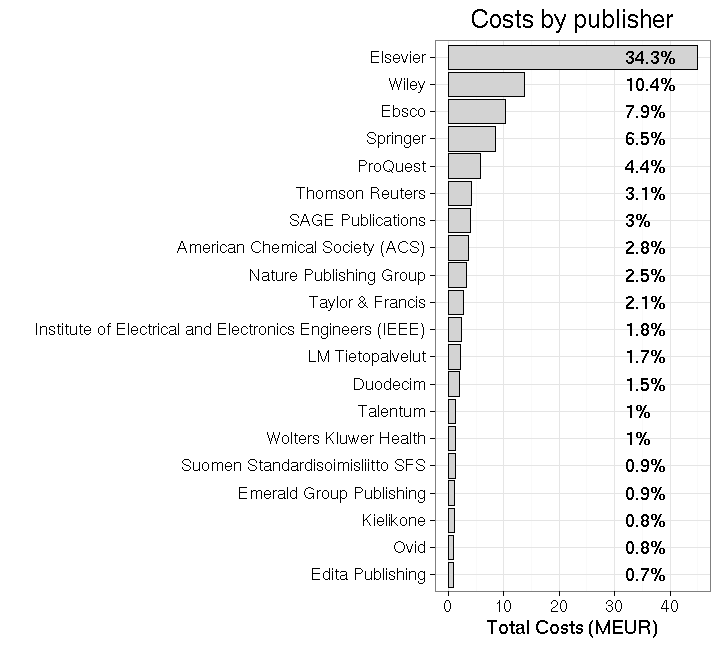 Costs by publisher
Elsevier 34.3%
Wiley 10.4%
Ebsco 7.9%
Springer 6.5%
ProQuest 4.4%
Thomson Reuters 3.1%
SAGE Publications 3%
American Chemical Society (ACS) 2.8%
Nature Publishing Group 2.5%
Taylor & Francis 2.1%
Institute of Electrical and Electronics Engineers (IEEE) 1.8%
LM Tietopalvelut 1.7%
Duodecim 1.5%
Talentum 1%
Wolters Kluwer Health 1%
Suomen Standardisoimisliitto SFS 0.9%
Emerald Group Publishing 0.9%
Kielikone 0.8%
Ovid 0.8%
Edita Publishing 0.7%
0 10 20 30 40
Total Costs (MEUR)